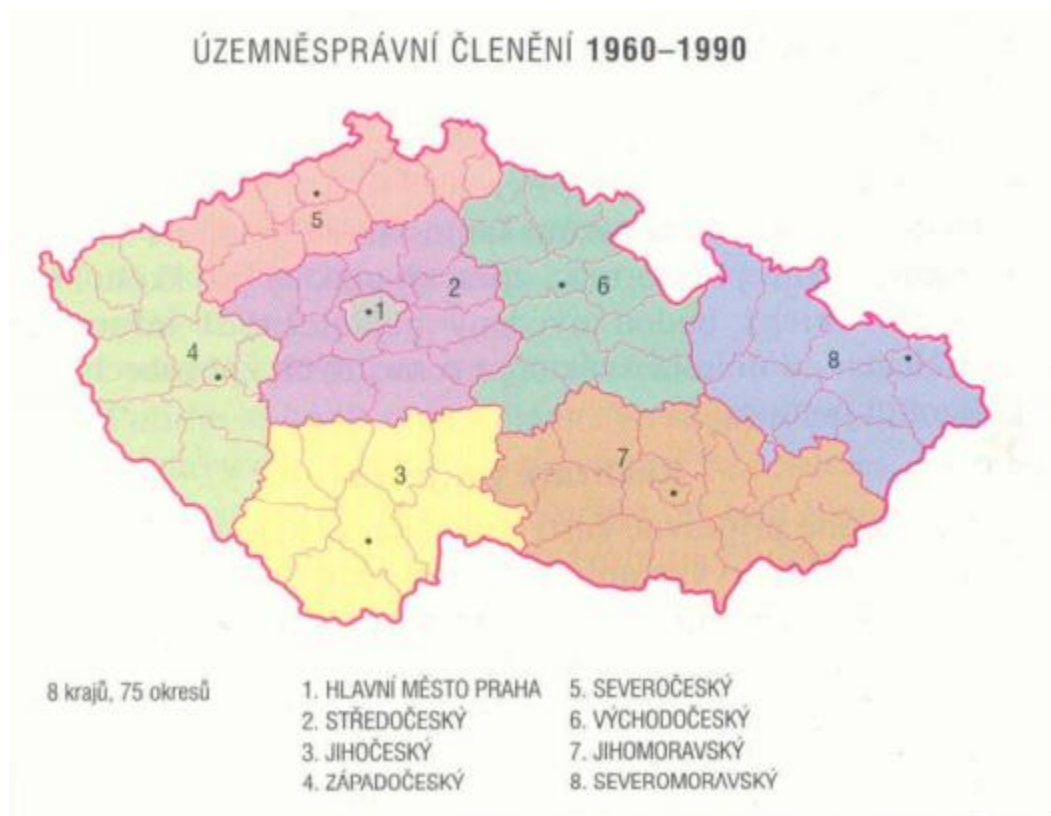 ÚZEMNĚSPRÁVNÍ ČLENĚNÍ 1960–1990
5
2
6
1
4
8
3
7
8 krajů, 75 okresů
1. HLAVNÍ MĚSTO PRAHA
2. STŘEDOČESKÝ
3. JIHOČESKÝ
4. ZÁPADOČESKÝ
5. SEVEROČESKÝ
6. VÝCHODOČESKÝ
7. JIHOMORAVSKÝ
8. SEVEROMORAVSKÝ